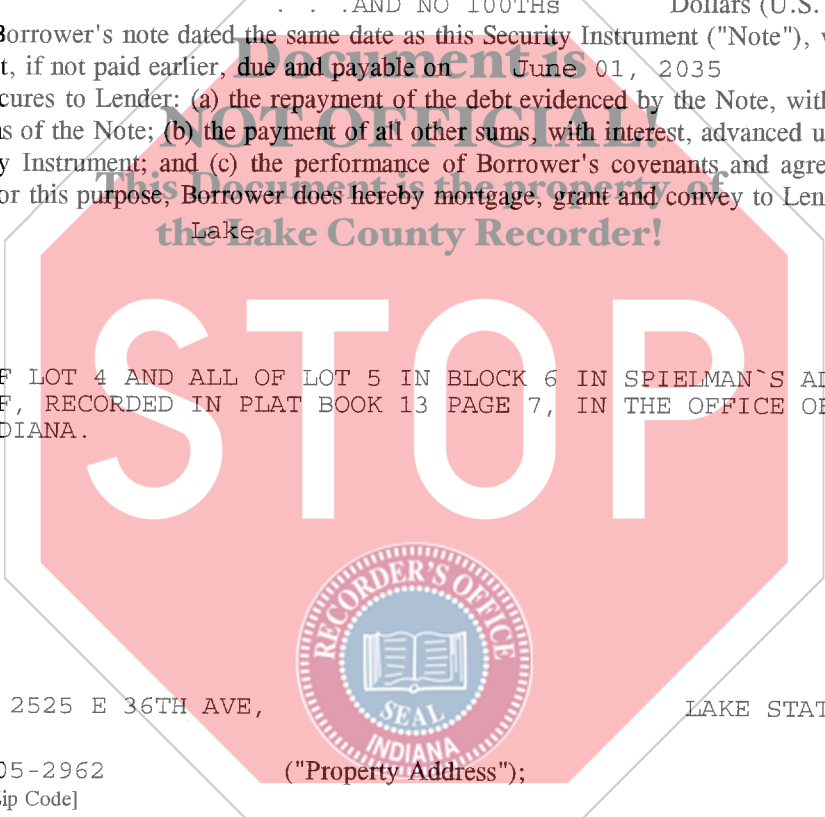 . . .AND NO 100THs Dollars (U.S.
Borrower's note dated the same date as this Security Instrument ("Note"),
t, if not paid earlier, due and payable on June 01, 2035
cures to Lender: (a) the repayment of the debt evidenced by the Note, with
s of the Note; (b) the payment of all other sums, with interest, advanced u
y Instrument; and (c) the performance of Borrower's covenants and agre
or this purpose, Borrower does hereby mortgage, grant and convey to Len
Lake
Document is
NOT OFFICIAL!
This Document is the property of
the Lake County Recorder!
STOP
F LOT 4 AND ALL OF LOT 5 IN BLOCK 6 IN SPIELMAN`S AD
F, RECORDED IN PLAT BOOK 13 PAGE 7, IN THE OFFICE OF
DIANA.
RECORDER'S OFFICE
SEAL
INDIANA
2525 E 36TH AVE, LAKE STAT
05-2962 ("Property Address");
Zip Code]